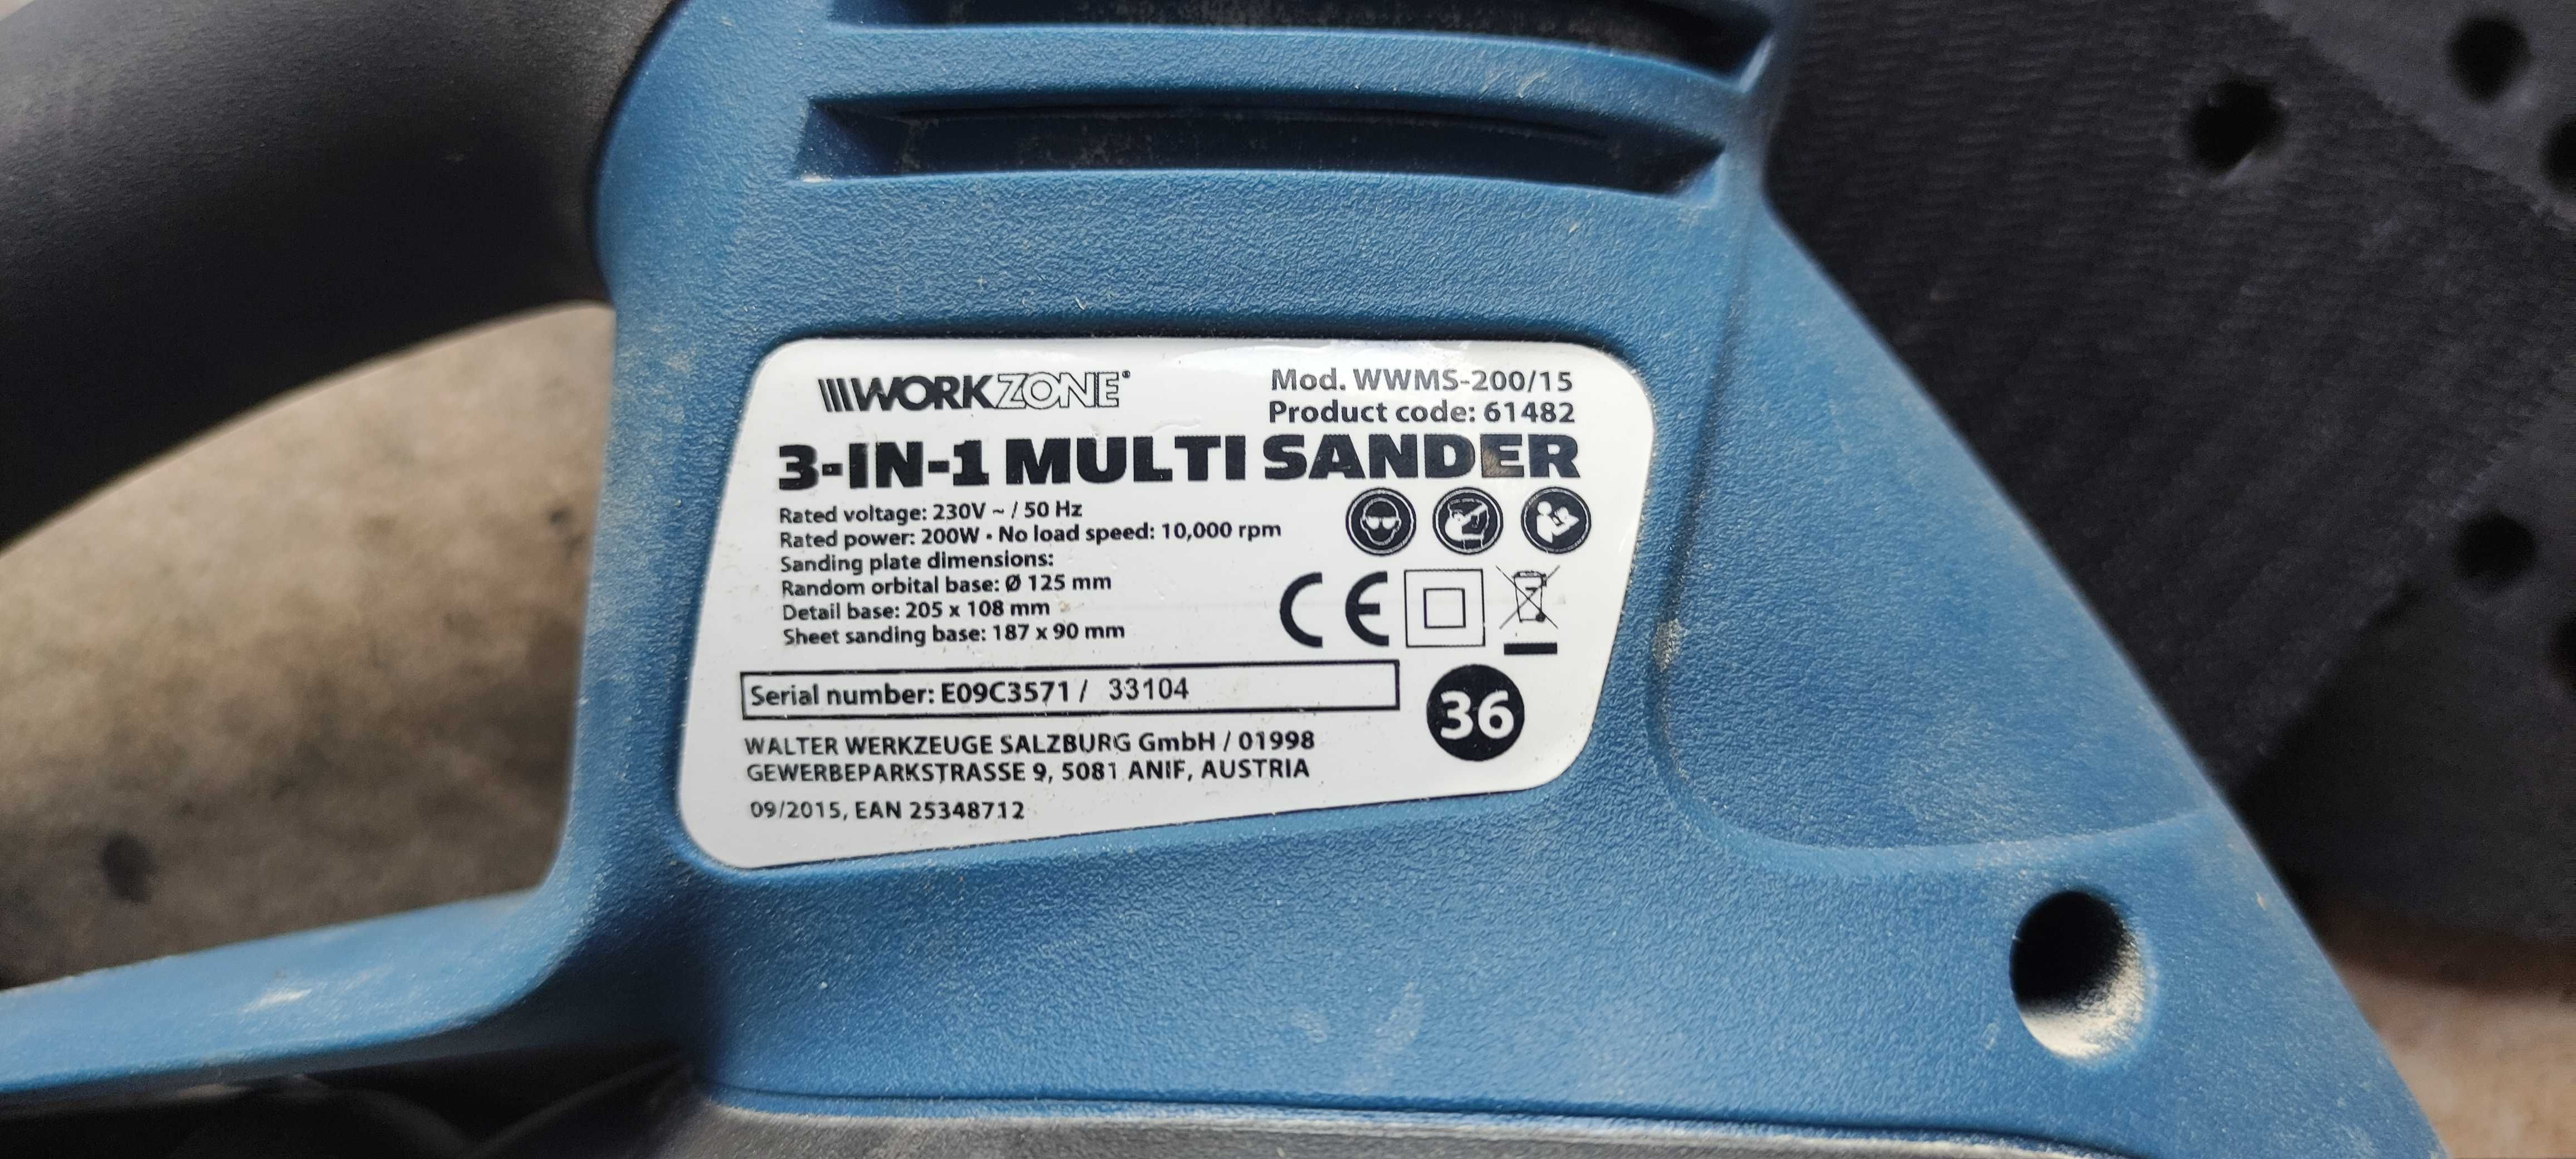 WORKZONE®
Mod. WWMS-200/15
Product code: 61482
3-IN-1 MULTI SANDER
Rated voltage: 230V ~ / 50 Hz
Rated power: 200W • No load speed: 10,000 rpm
Sanding plate dimensions:
Random orbital base: Ø 125 mm
Detail base: 205 x 108 mm
Sheet sanding base: 187 x 90 mm
CE
Serial number: E09C3571 / 33104
36
WALTER WERKZEUGE SALZBURG GmbH / 01998
GEWERBEPARKSTRASSE 9, 5081 ANIF, AUSTRIA
09/2015, EAN 25348712